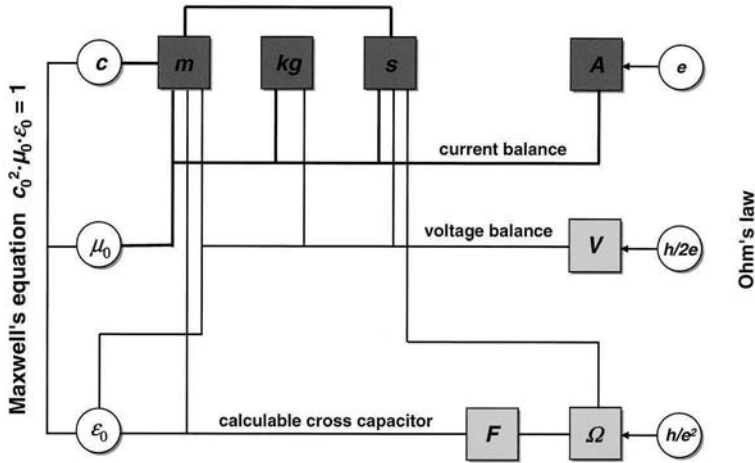 Maxwell's equation c₀²·μ₀·ε₀ = 1
c
m
kg
s
A
e
current balance
μ₀
voltage balance
V
h/2e
Ohm's law
ε₀
calculable cross capacitor
F
Ω
h/e²